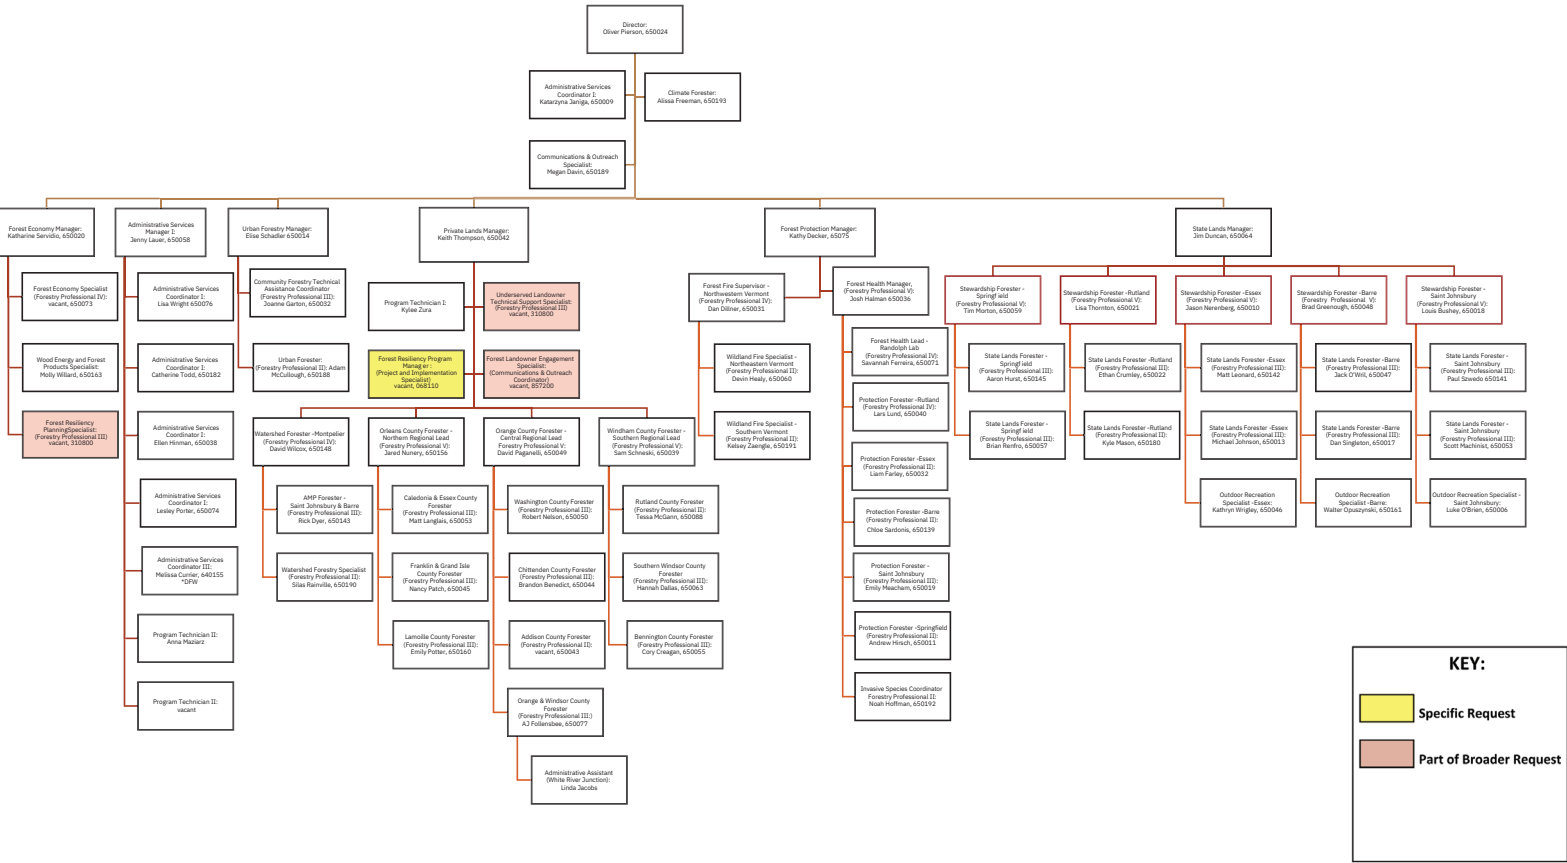 Director:
Oliver Pierson, 650024
Administrative Services
Coordinator I:
Katarzyna Janiga, 650009
Climate Forester:
Alissa Freeman, 650193
Communications & Outreach
Specialist:
Megan Davin, 650189
Forest Economy Manager:
Katharine Servidio, 650020
Administrative Services
Manager I:
Jenny Lauer, 650058
Urban Forestry Manager:
Elise Schadler 650014
Private Lands Manager:
Keith Thompson, 650042
Forest Protection Manager:
Kathy Decker, 65075
State Lands Manager:
Jim Duncan, 650064
Forest Economy Specialist
(Forestry Professional IV):
vacant, 650073
Wood Energy and Forest
Products Specialist:
Molly Willard, 650163
Forest Resiliency
PlanningSpecialist:
(Forestry Professional III)
vacant, 310800
Administrative Services
Coordinator I:
Lisa Wright 650076
Administrative Services
Coordinator I:
Catherine Todd, 650182
Administrative Services
Coordinator I:
Ellen Hinman, 650038
Administrative Services
Coordinator I:
Lesley Porter, 650074
Administrative Services
Coordinator III:
Melissa Currier, 640155
*DFW
Program Technician II:
Anna Maziarz
Program Technician II:
vacant
Community Forestry Technical
Assistance Coordinator
(Forestry Professional III):
Joanne Garton, 650032
Urban Forester:
(Forestry Professional II): Adam
McCullough, 650188
Program Technician I:
Kylee Zura
Underserved Landowner
Technical Support Specialist:
(Forestry Professional III)
vacant, 310800
Forest Resiliency Program
Manager :
(Project and Implementation
Specialist)
vacant, 068110
Forest Landowner Engagement
Specialist:
(Communications & Outreach
Coordinator)
vacant, 857200
Watershed Forester -Montpelier
(Forestry Professional IV):
David Wilcox, 650148
AMP Forester -
Saint Johnsbury & Barre
(Forestry Professional III):
Rick Dyer, 650143
Watershed Forestry Specialist
(Forestry Professional II):
Silas Rainville, 650190
Orleans County Forester -
Northern Regional Lead
(Forestry Professional V):
Jared Nunery, 650156
Caledonia & Essex County
Forester
(Forestry Professional III):
Matt Langlais, 650053
Franklin & Grand Isle
County Forester
(Forestry Professional III):
Nancy Patch, 650045
Lamoille County Forester
(Forestry Professional III):
Emily Potter, 650160
Orange County Forester -
Central Regional Lead
Forestry Professional V:
David Paganelli, 650049
Washington County Forester
(Forestry Professional III):
Robert Nelson, 650050
Chittenden County Forester
(Forestry Professional III):
Brandon Benedict, 650044
Addison County Forester
(Forestry Professional II):
vacant, 650043
Orange & Windsor County
Forester
(Forestry Professional III:)
AJ Follensbee, 650077
Administrative Assistant
(White River Junction):
Linda Jacobs
Windham County Forester -
Southern Regional Lead
(Forestry Professional V):
Sam Schneski, 650039
Rutland County Forester
(Forestry Professional II):
Tessa McGann, 650088
Southern Windsor County
Forester
(Forestry Professional III):
Hannah Dallas, 650063
Bennington County Forester
(Forestry Professional III):
Cory Creagan, 650055
Forest Fire Supervisor -
Northwestern Vermont
(Forestry Professional IV):
Dan Dillner, 650031
Wildland Fire Specialist -
Northeastern Vermont
(Forestry Professional II):
Devin Healy, 650060
Wildland Fire Specialist -
Southern Vermont
(Forestry Professional II):
Kelsey Zaengle, 650191
Forest Health Manager,
(Forestry Professional V):
Josh Halman 650036
Forest Health Lead -
Randolph Lab
(Forestry Professional IV):
Savannah Ferreira, 650071
Protection Forester -Rutland
(Forestry Professional IV):
Lars Lund, 650040
Protection Forester -Essex
(Forestry Professional II):
Liam Farley, 650032
Protection Forester -Barre
(Forestry Professional II):
Chloe Sardonis, 650139
Protection Forester -
Saint Johnsbury
(Forestry Professional III):
Emily Meacham, 650019
Protection Forester -Springfield
(Forestry Professional II):
Andrew Hirsch, 650011
Invasive Species Coordinator
Forestry Professional II:
Noah Hoffman, 650192
Stewardship Forester -
Springf ield
(Forestry Professional V):
Tim Morton, 650059
State Lands Forester -
Springf ield
(Forestry Professional III):
Aaron Hurst, 650145
State Lands Forester -
Springf ield
(Forestry Professional III):
Brian Renfro, 650057
Stewardship Forester -Rutland
(Forestry Professional V):
Lisa Thornton, 650021
State Lands Forester -Rutland
(Forestry Professional III):
Ethan Crumley, 650022
State Lands Forester -Rutland
(Forestry Professional II):
Kyle Mason, 650180
Stewardship Forester -Essex
(Forestry Professional V):
Jason Nerenberg, 650010
State Lands Forester -Essex
(Forestry Professional III):
Matt Leonard, 650142
State Lands Forester -Essex
(Forestry Professional III):
Michael Johnson, 650013
Outdoor Recreation
Specialist -Essex:
Kathryn Wrigley, 650046
Stewardship Forester -Barre
(Forestry Professional V):
Brad Greenough, 650048
State Lands Forester -Barre
(Forestry Professional III):
Jack O'Wril, 650047
State Lands Forester -Barre
(Forestry Professional III):
Dan Singleton, 650017
Outdoor Recreation
Specialist -Barre:
Walter Opuszynski, 650161
Stewardship Forester -
Saint Johnsbury
(Forestry Professional V):
Louis Bushey, 650018
State Lands Forester -
Saint Johnsbury
(Forestry Professional III):
Paul Szwedo 650141
State Lands Forester -
Saint Johnsbury
(Forestry Professional III):
Scott Machinist, 650053
Outdoor Recreation Specialist -
Saint Johnsbury:
Luke O'Brien, 650006
KEY:
Specific Request
Part of Broader Request